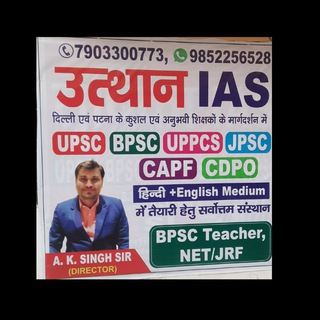 7903300773, 9852256528
उत्थान IAS
दिल्ली एवं पटना के कुशल एवं अनुभवी शिक्षकों के मार्गदर्शन में
UPSC BPSC UPPCS JPSC
CAPF CDPO
हिन्दी +English Medium
में तैयारी हेतु सर्वोत्तम संस्थान
BPSC Teacher,
NET/JRF
A. K. SINGH SIR
(DIRECTOR)